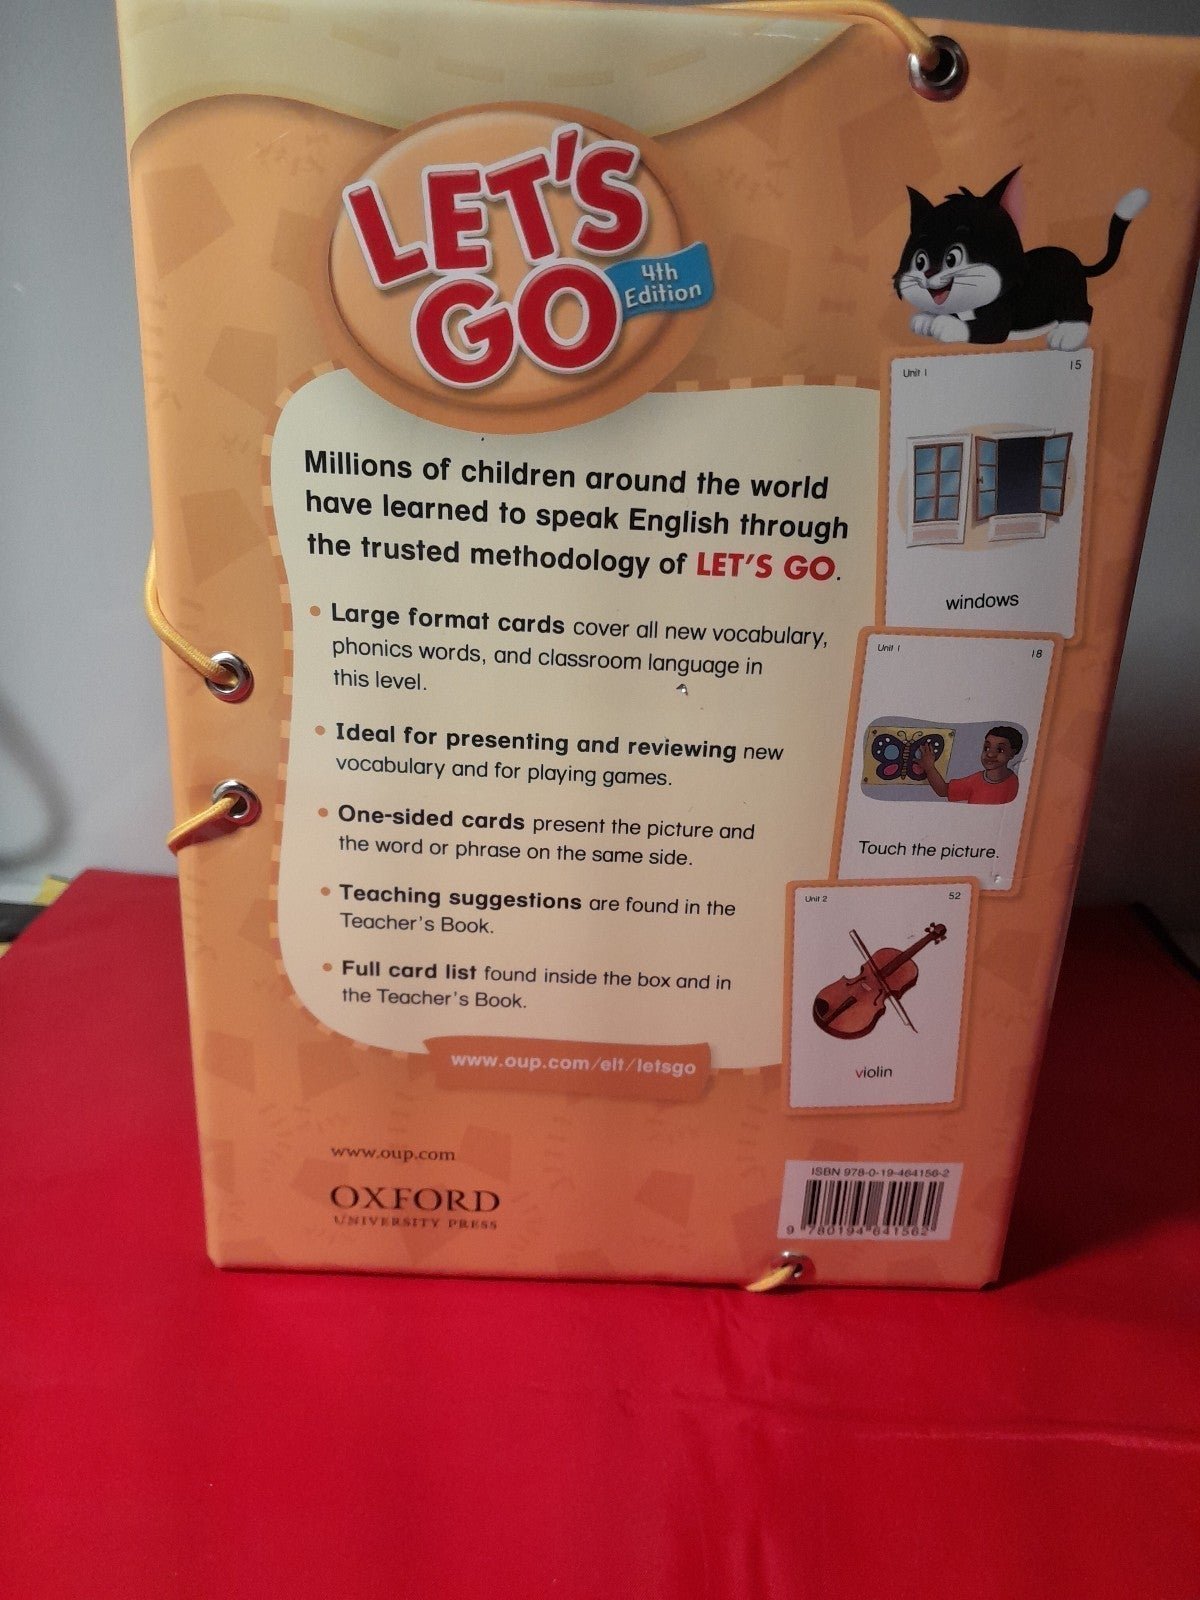 LET'S
GO
4th
Edition
Millions of children around the world
have learned to speak English through
the trusted methodology of LET'S GO.
• Large format cards cover all new vocabulary,
phonics words, and classroom language in
this level.
• Ideal for presenting and reviewing new
vocabulary and for playing games.
• One-sided cards present the picture and
the word or phrase on the same side.
• Teaching suggestions are found in the
Teacher's Book.
• Full card list found inside the box and in
the Teacher's Book.
www.oup.com/elt/letsgo
Unit 1 15
windows
Unit 1 18
Touch the picture.
Unit 2 52
violin
www.oup.com
OXFORD
UNIVERSITY PRESS
ISBN 978-0-19-464156-2
9 780194 641562